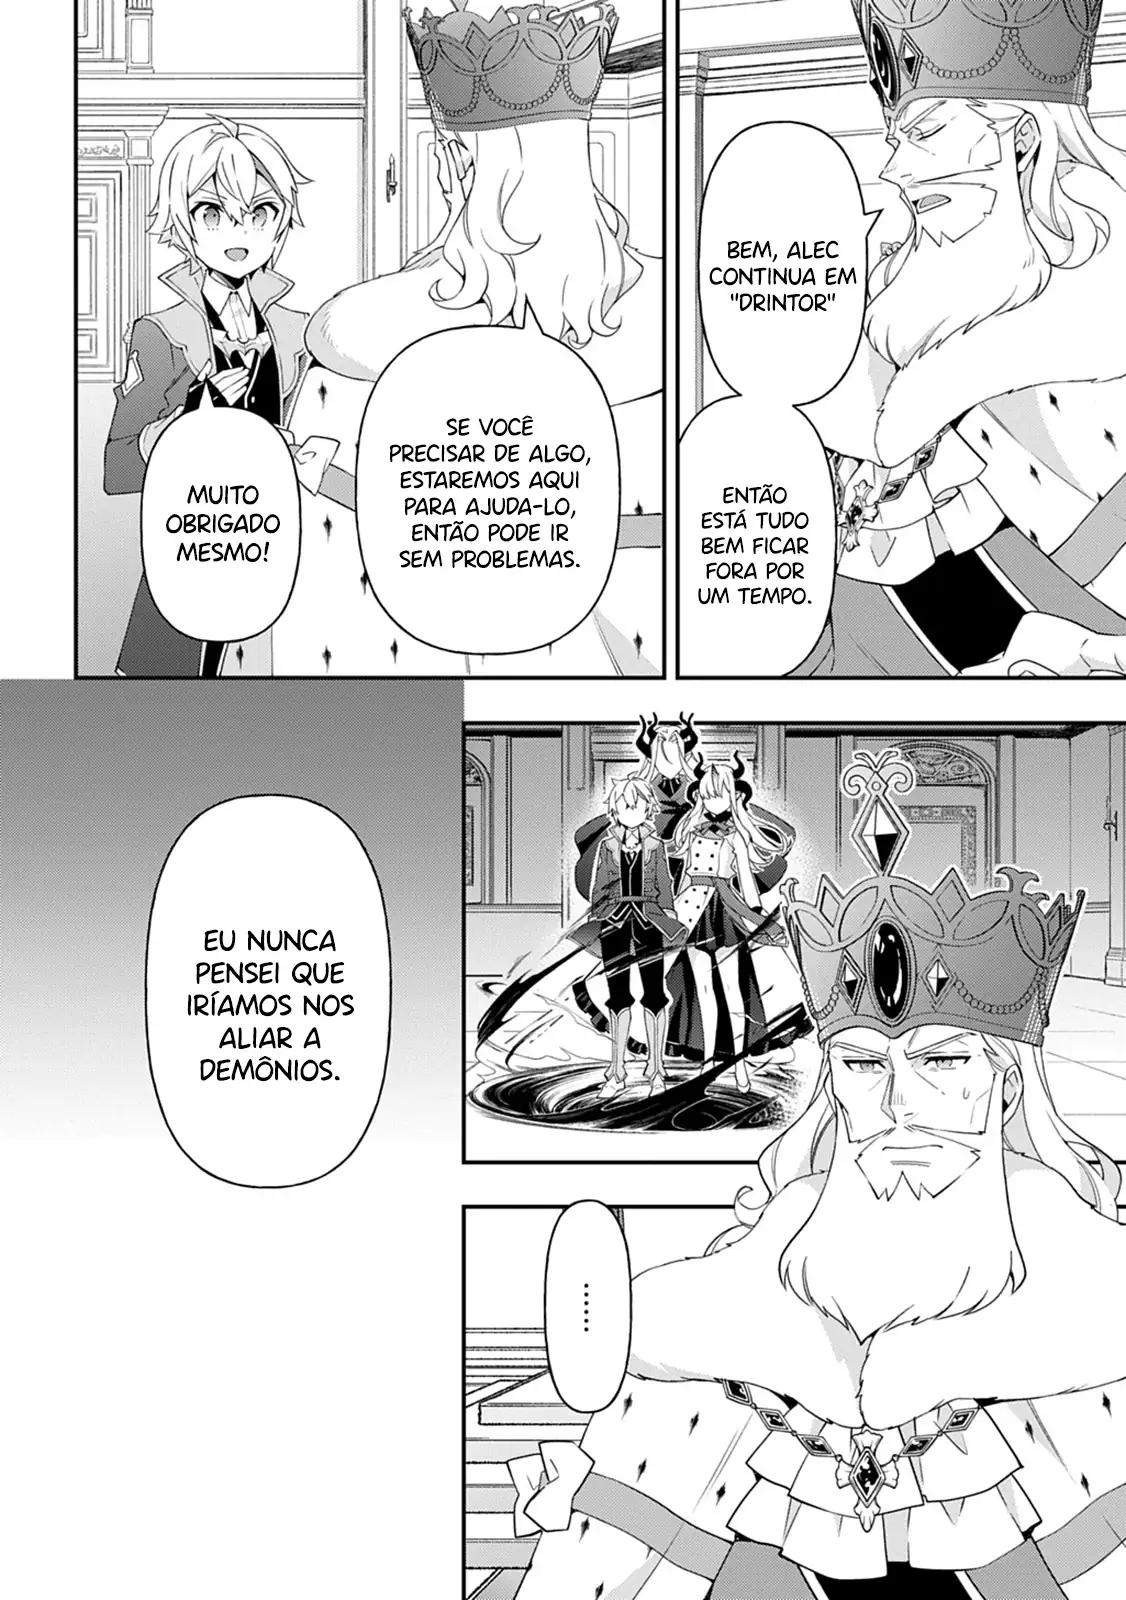 BEM, ALEC
CONTINUA EM
"DRINTOR"
ENTÃO
ESTÁ TUDO
BEM FICAR
FORA POR
UM TEMPO.
SE VOCÊ
PRECISAR DE ALGO,
ESTAREMOS AQUI
PARA AJUDA-LO,
ENTÃO PODE IR
SEM PROBLEMAS.
MUITO
OBRIGADO
MESMO!
EU NUNCA
PENSEI QUE
IRÍAMOS NOS
ALIAR A
DEMÔNIOS.
.......